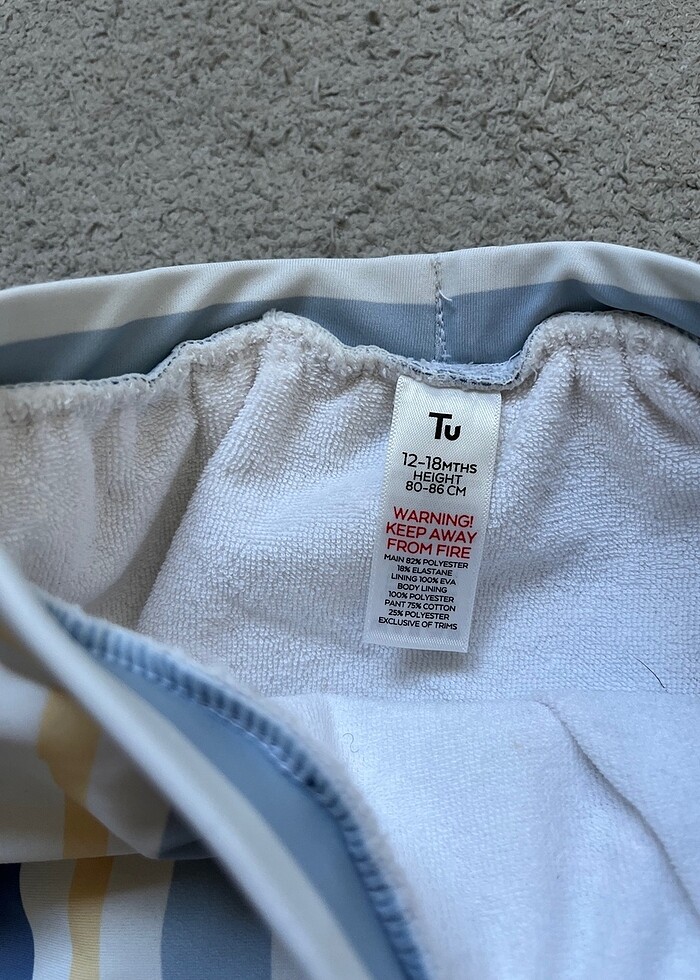 Tu
12-18MTHS
HEIGHT
80-86 CM
WARNING!
KEEP AWAY
FROM FIRE
MAIN 82% POLYESTER
18% ELASTANE
LINING 100% EVA
BODY LINING
100% POLYESTER
PANT 75% COTTON
25% POLYESTER
EXCLUSIVE OF TRIMS